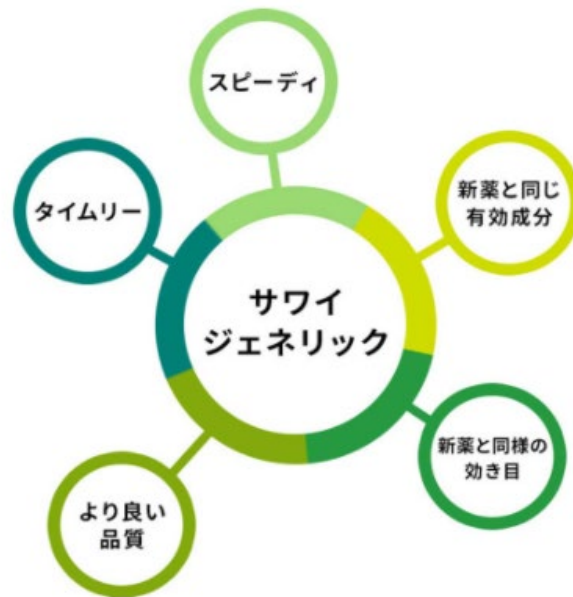 スピーディ
新薬と同じ
有効成分
タイムリー
サワイ
ジェネリック
新薬と同様の
効き目
より良い
品質